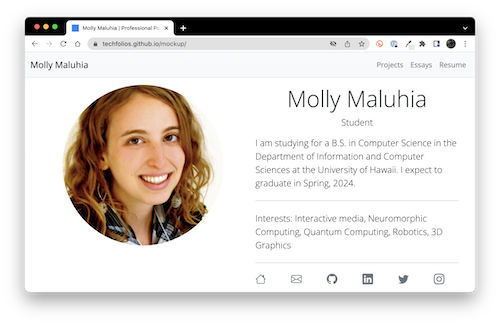 Molly Maluhia | Professional Po
techfolios.github.io/mockup/
Molly Maluhia
Projects Essays Resume
Molly Maluhia
Student
I am studying for a B.S. in Computer Science in the
Department of Information and Computer
Sciences at the University of Hawaii. I expect to
graduate in Spring, 2024.
Interests: Interactive media, Neuromorphic
Computing, Quantum Computing, Robotics, 3D
Graphics